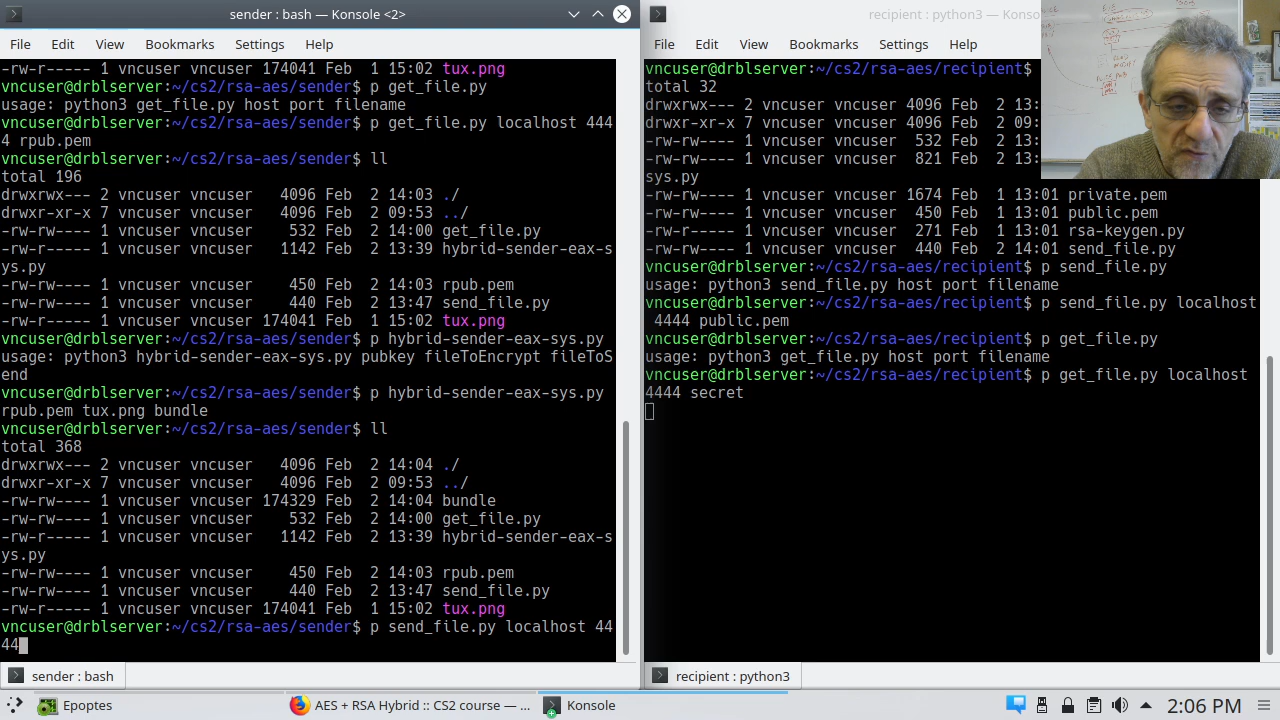 sender : bash — Konsole <2>
File Edit View Bookmarks Settings Help
-rw-r----- 1 vncuser vncuser 174041 Feb  1 15:02 tux.png
vncuser@drblserver:~/cs2/rsa-aes/sender$ p get_file.py
usage: python3 get_file.py host port filename
vncuser@drblserver:~/cs2/rsa-aes/sender$ p get_file.py localhost 444
4 rpub.pem
vncuser@drblserver:~/cs2/rsa-aes/sender$ ll
total 196
drwxrwx--- 2 vncuser vncuser   4096 Feb  2 14:03 ./
drwxr-xr-x 7 vncuser vncuser   4096 Feb  2 09:53 ../
-rw-rw---- 1 vncuser vncuser    532 Feb  2 14:00 get_file.py
-rw-rw-r-- 1 vncuser vncuser   1142 Feb  2 13:39 hybrid-sender-eax-s
ys.py
-rw-rw---- 1 vncuser vncuser    450 Feb  2 14:03 rpub.pem
-rw-rw---- 1 vncuser vncuser    440 Feb  2 13:47 send_file.py
-rw-r----- 1 vncuser vncuser 174041 Feb  1 15:02 tux.png
vncuser@drblserver:~/cs2/rsa-aes/sender$ p hybrid-sender-eax-sys.py
usage: python3 hybrid-sender-eax-sys.py pubkey fileToEncrypt fileToS
end
vncuser@drblserver:~/cs2/rsa-aes/sender$ p hybrid-sender-eax-sys.py
rpub.pem tux.png bundle
vncuser@drblserver:~/cs2/rsa-aes/sender$ ll
total 368
drwxrwx--- 2 vncuser vncuser   4096 Feb  2 14:04 ./
drwxr-xr-x 7 vncuser vncuser   4096 Feb  2 09:53 ../
-rw-rw---- 1 vncuser vncuser 174329 Feb  2 14:04 bundle
-rw-rw---- 1 vncuser vncuser    532 Feb  2 14:00 get_file.py
-rw-rw---- 1 vncuser vncuser   1142 Feb  2 13:39 hybrid-sender-eax-s
ys.py
-rw-rw---- 1 vncuser vncuser    450 Feb  2 14:03 rpub.pem
-rw-rw---- 1 vncuser vncuser    440 Feb  2 13:47 send_file.py
-rw-r----- 1 vncuser vncuser 174041 Feb  1 15:02 tux.png
vncuser@drblserver:~/cs2/rsa-aes/sender$ p send_file.py localhost 44
44
sender : bash
recipient : python3 — Konso
File Edit View Bookmarks Settings Help
vncuser@drblserver:~/cs2/rsa-aes/recipient$
total 32
drwxrwx--- 2 vncuser vncuser 4096 Feb  2 13:
drwxr-xr-x 7 vncuser vncuser 4096 Feb  2 09:
-rw-rw---- 1 vncuser vncuser  532 Feb  2 13:
-rw-rw---- 1 vncuser vncuser  821 Feb  2 13:
sys.py
-rw-rw---- 1 vncuser vncuser 1674 Feb  1 13:01 private.pem
-rw-rw---- 1 vncuser vncuser  450 Feb  1 13:01 public.pem
-rw-r----- 1 vncuser vncuser  271 Feb  1 13:01 rsa-keygen.py
-rw-rw---- 1 vncuser vncuser  440 Feb  2 14:01 send_file.py
vncuser@drblserver:~/cs2/rsa-aes/recipient$ p send_file.py
usage: python3 send_file.py host port filename
vncuser@drblserver:~/cs2/rsa-aes/recipient$ p send_file.py localhost
 4444 public.pem
vncuser@drblserver:~/cs2/rsa-aes/recipient$ p get_file.py
usage: python3 get_file.py host port filename
vncuser@drblserver:~/cs2/rsa-aes/recipient$ p get_file.py localhost
4444 secret
recipient : python3
Epoptes
AES + RSA Hybrid :: CS2 course — ...
Konsole
2:06 PM